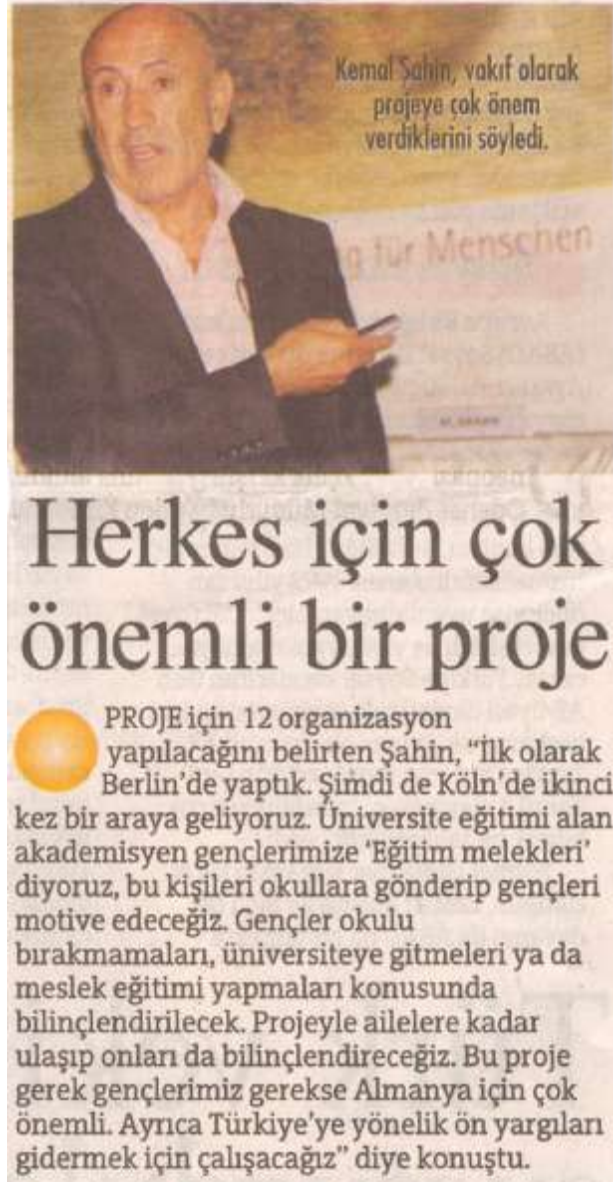 Kemal Şahin, vakıf olarak
projeye çok önem
verdiklerini söyledi.
für Menschen
Herkes için çok
önemli bir proje
PROJE için 12 organizasyon
yapılacağını belirten Şahin, “İlk olarak
Berlin’de yaptık. Şimdi de Köln’de ikinci
kez bir araya geliyoruz. Üniversite eğitimi alan
akademisyen gençlerimize ‘Eğitim melekleri’
diyoruz, bu kişileri okullara gönderip gençleri
motive edeceğiz. Gençler okulu
bırakmamaları, üniversiteye gitmeleri ya da
meslek eğitimi yapmaları konusunda
bilinçlendirilecek. Projeyle ailelere kadar
ulaşıp onları da bilinçlendireceğiz. Bu proje
gerek gençlerimiz gerekse Almanya için çok
önemli. Ayrıca Türkiye’ye yönelik ön yargıları
gidermek için çalışacağız” diye konuştu.